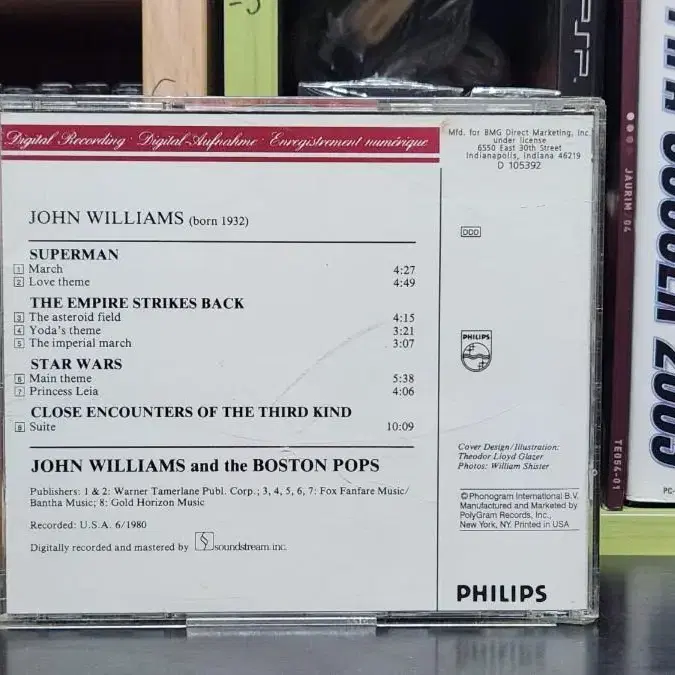 Digital Recording · Digital-Aufnahme · Enregistrement numérique
Mfd. for BMG Direct Marketing, Inc.
under license
6550 East 30th Street
Indianapolis, Indiana 46219
D 105392
JOHN WILLIAMS (born 1932)
SUPERMAN
1 March 4:27
2 Love theme 4:49
THE EMPIRE STRIKES BACK
3 The asteroid field 4:15
4 Yoda's theme 3:21
5 The imperial march 3:07
STAR WARS
6 Main theme 5:38
7 Princess Leia 4:06
CLOSE ENCOUNTERS OF THE THIRD KIND
8 Suite 10:09
JOHN WILLIAMS and the BOSTON POPS
Publishers: 1 & 2: Warner Tamerlane Publ. Corp.; 3, 4, 5, 6, 7: Fox Fanfare Music/
Bantha Music; 8: Gold Horizon Music
Recorded: U.S.A. 6/1980
Digitally recorded and mastered by soundstream inc.
DDD
PHILIPS
Cover Design/Illustration:
Theodor Lloyd Glazer
Photos: William Shisler
© Phonogram International B.V.
Manufactured and Marketed by
PolyGram Records, Inc.,
New York, NY. Printed in USA
PHILIPS
PSP
JAURIM/04
TE054-01
SOCCER 2005
PC-
-5